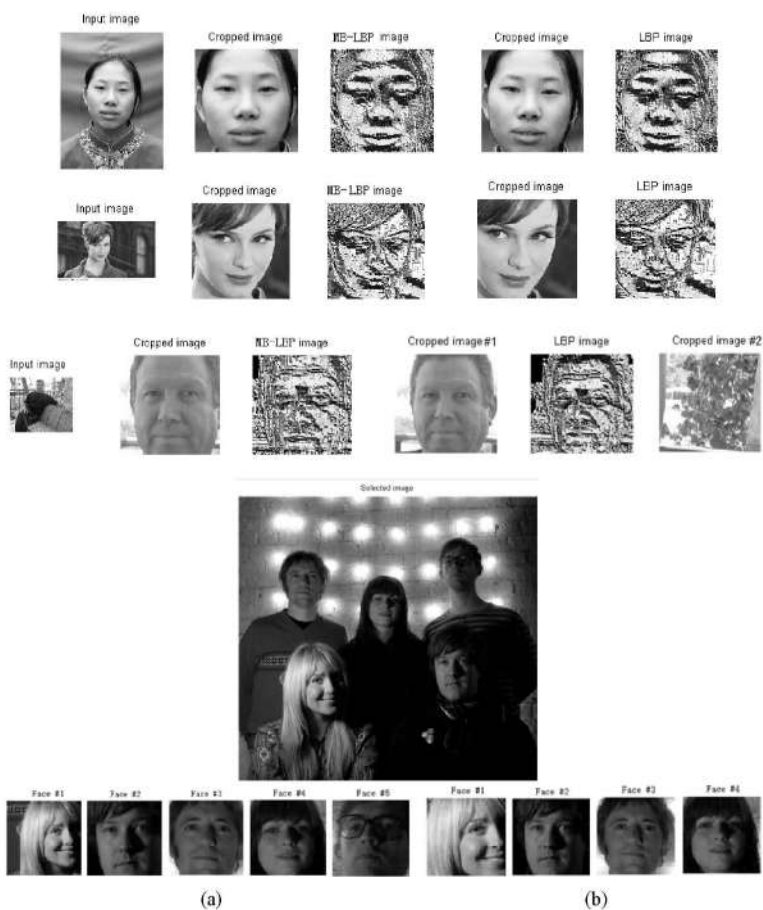 Input image
Cropped image
MB-LBP image
Cropped image
LBP image
Input image
Cropped image
MB-LBP image
Cropped image
LBP image
Input image
Cropped image
MB-LBP image
Cropped image#1
LBP image
Cropped image #2
Selected image
Face #1
Face #2
Face #3
Face #4
Face #5
Face #1
Face #2
Face #3
Face #4
(a)
(b)